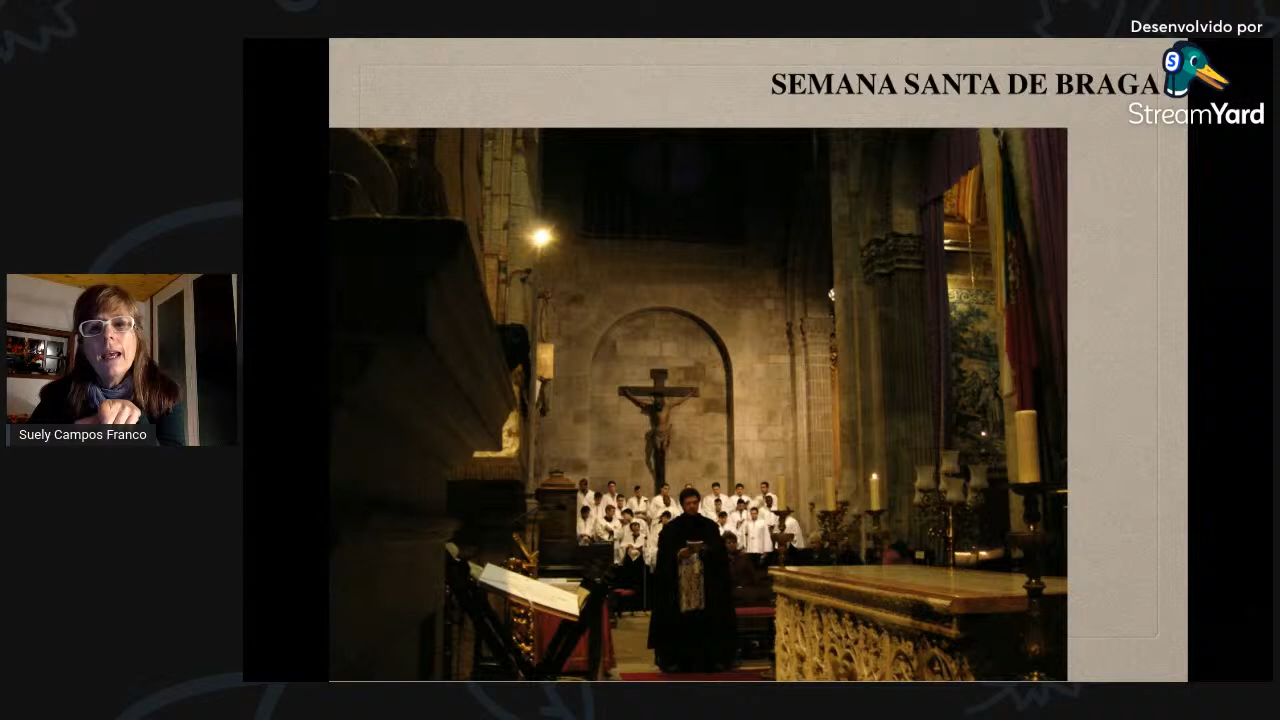 Desenvolvido por
SEMANA SANTA DE BRAGA
S
StreamYard
Suely Campos Franco